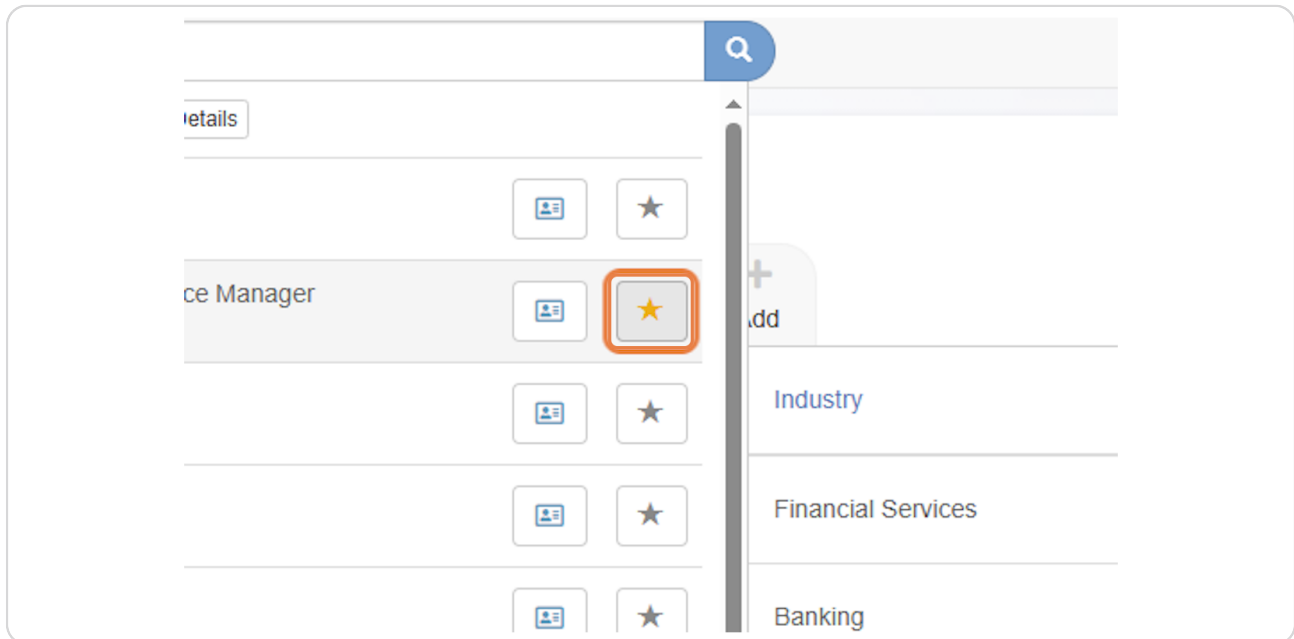 etails
ce Manager
dd
Industry
Financial Services
Banking